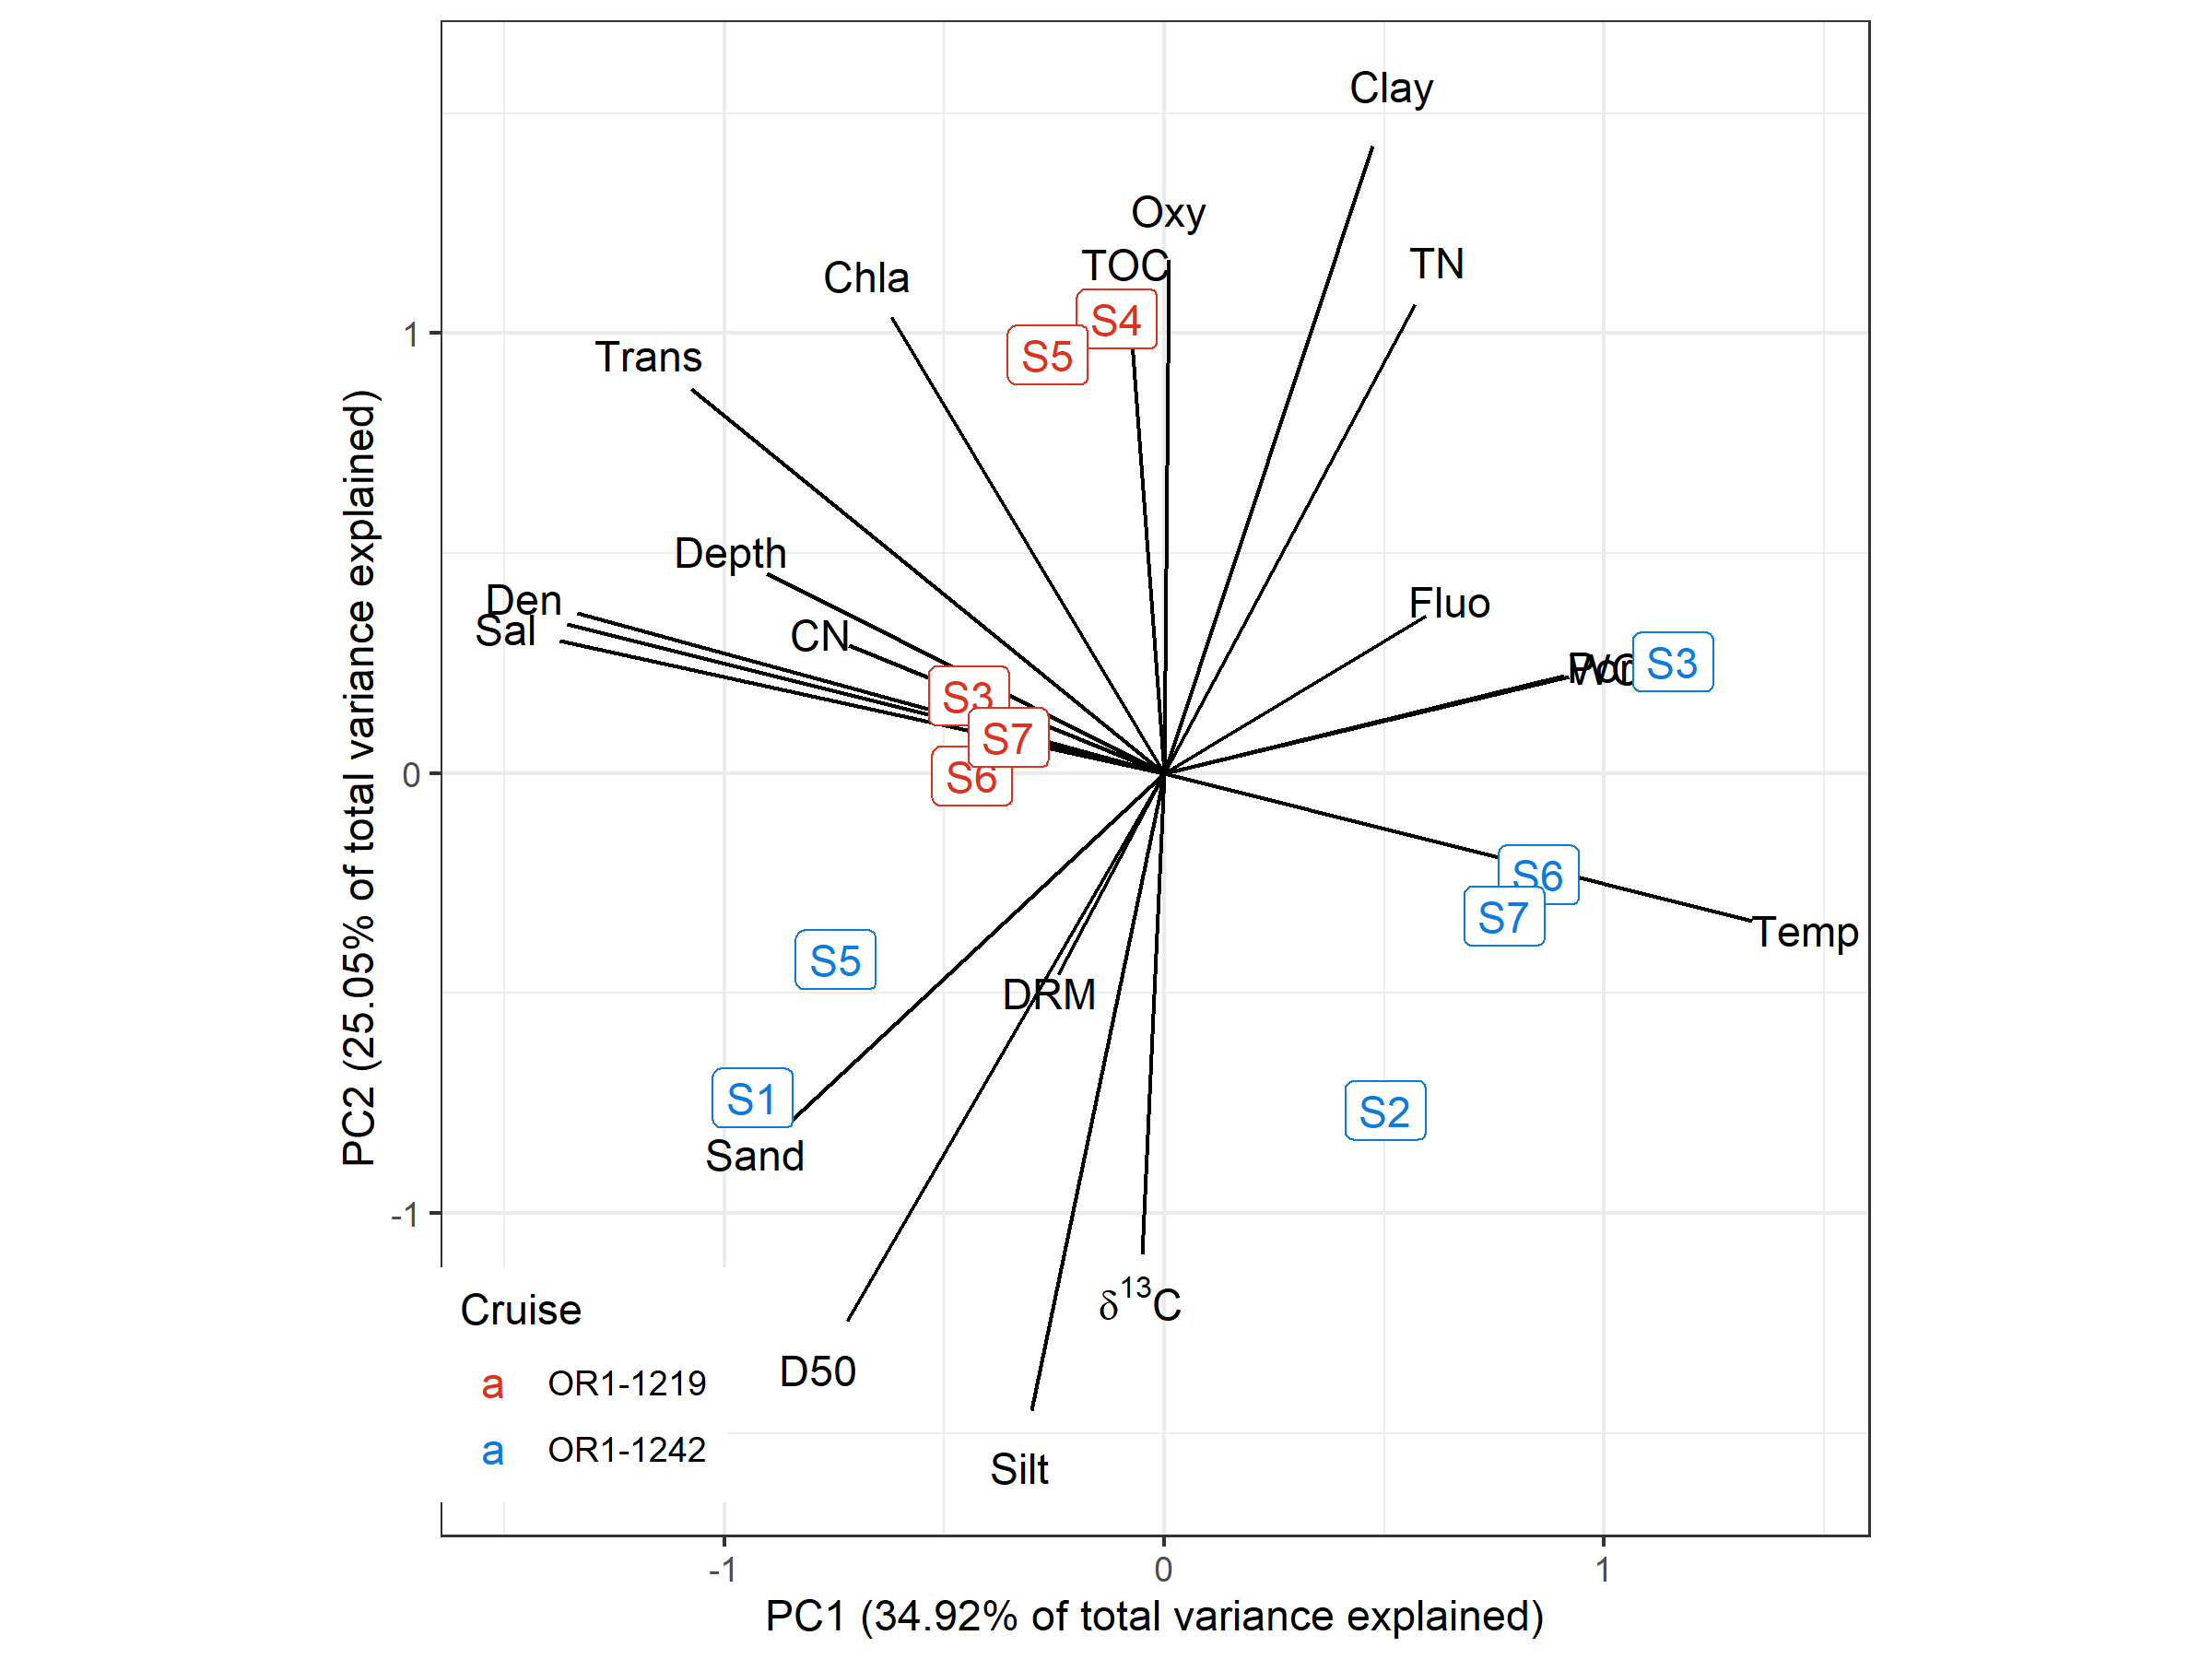 Clay
Oxy
TOC
TN
Chla
S4
1
S5
Trans
Depth
Den
Fluo
Sal
CN
Por
S3
S3
S7
0
S6
S6
S7
Temp
S5
DRM
S1
S2
Sand
-1
δ¹³C
D50
Silt
Cruise
a OR1-1219
a OR1-1242
-1 0 1
PC1 (34.92% of total variance explained)
PC2 (25.05% of total variance explained)